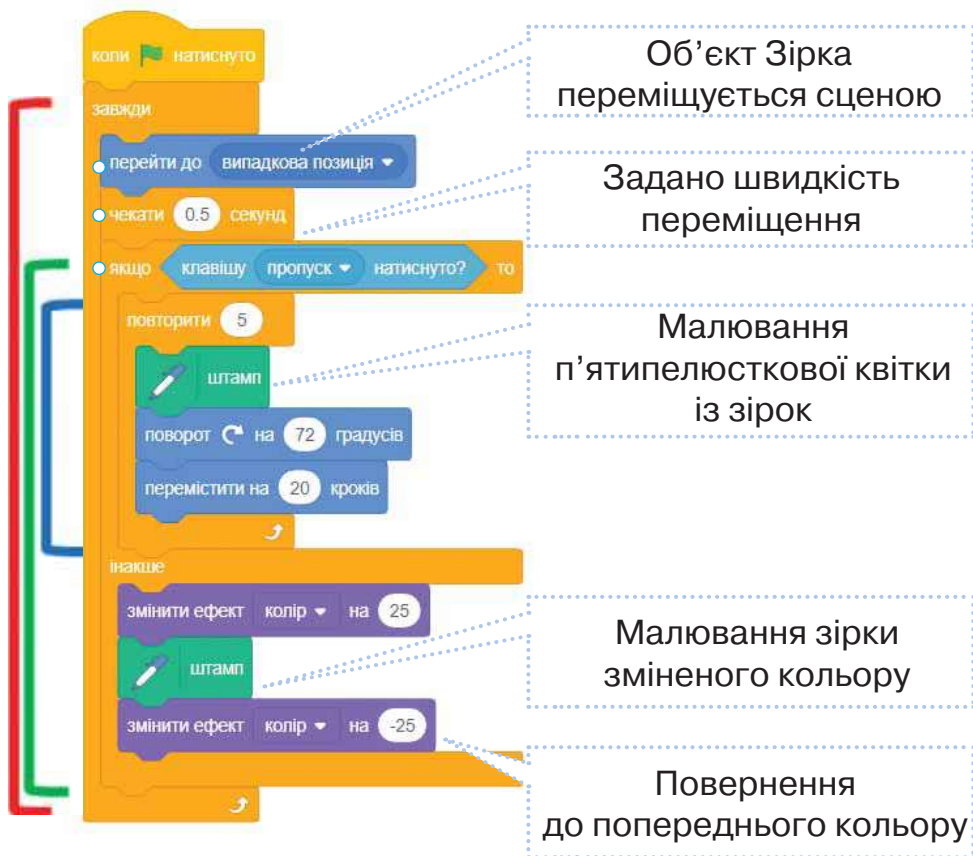 копи натиснуто
завжди
перейти до випадкова позиція
чекати 0.5 секунд
якщо клавішу пропуск натиснуто? то
повторити 5
штамп
поворот на 72 градусів
перемістити на 20 кроків
інакше
змінити ефект колір на 25
штамп
змінити ефект колір на -25
Об’єкт Зірка
переміщується сценою
Задано швидкість
переміщення
Малювання
п’ятипелюсткової квітки
із зірок
Малювання зірки
зміненого кольору
Повернення
до попереднього кольору